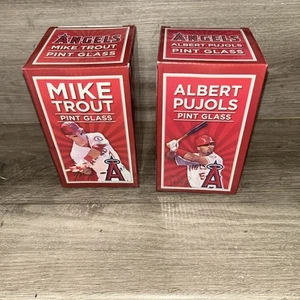 ANGELS
MIKE TROUT
PINT GLASS
MIKE
TROUT
PINT GLASS
A
ANGELS
ALBERT PUJOLS
PINT GLASS
ALBERT
PUJOLS
PINT GLASS
A